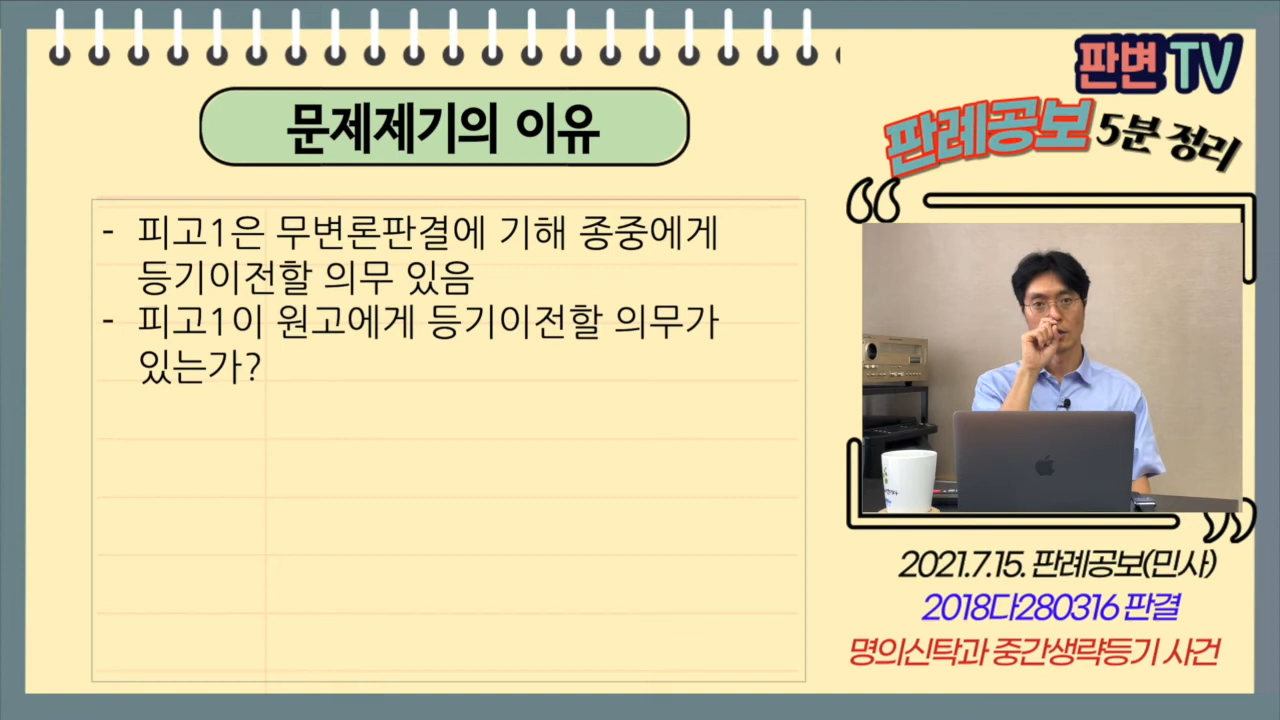 문제제기의 이유
- 피고1은 무변론판결에 기해 종중에게
등기이전할 의무 있음
- 피고1이 원고에게 등기이전할 의무가
있는가?
판변TV
판례공보 5분 정리
2021.7.15. 판례공보(민사)
2018다280316 판결
명의신탁과 중간생략등기 사건